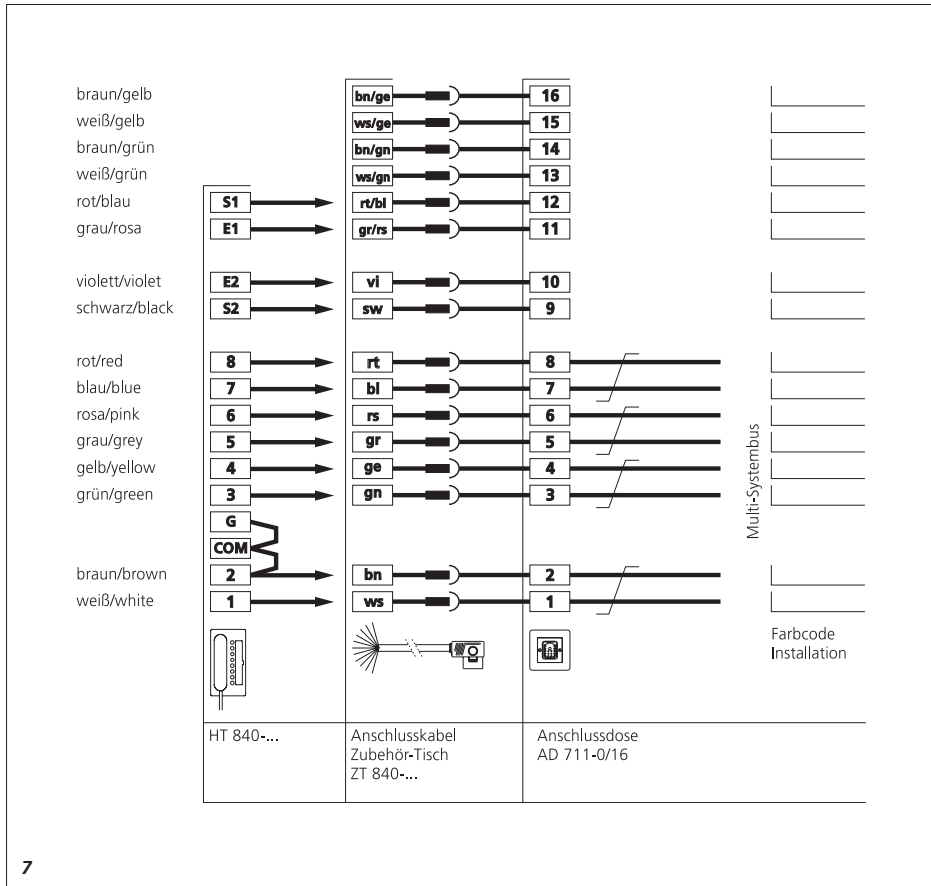 braun/gelb bn/ge 16
weiß/gelb ws/ge 15
braun/grün bn/gn 14
weiß/grün ws/gn 13
rot/blau S1 rt/bl 12
grau/rosa E1 gr/rs 11
violett/violet E2 vi 10
schwarz/black S2 sw 9
rot/red 8 rt 8
blau/blue 7 bl 7
rosa/pink 6 rs 6
grau/grey 5 gr 5
gelb/yellow 4 ge 4
grün/green 3 gn 3
G
COM
braun/brown 2 bn 2
weiß/white 1 ws 1
Multi-Systembus
Farbcode
Installation
HT 840-...
Anschlusskabel
Zubehör-Tisch
ZT 840-...
Anschlussdose
AD 711-0/16
7